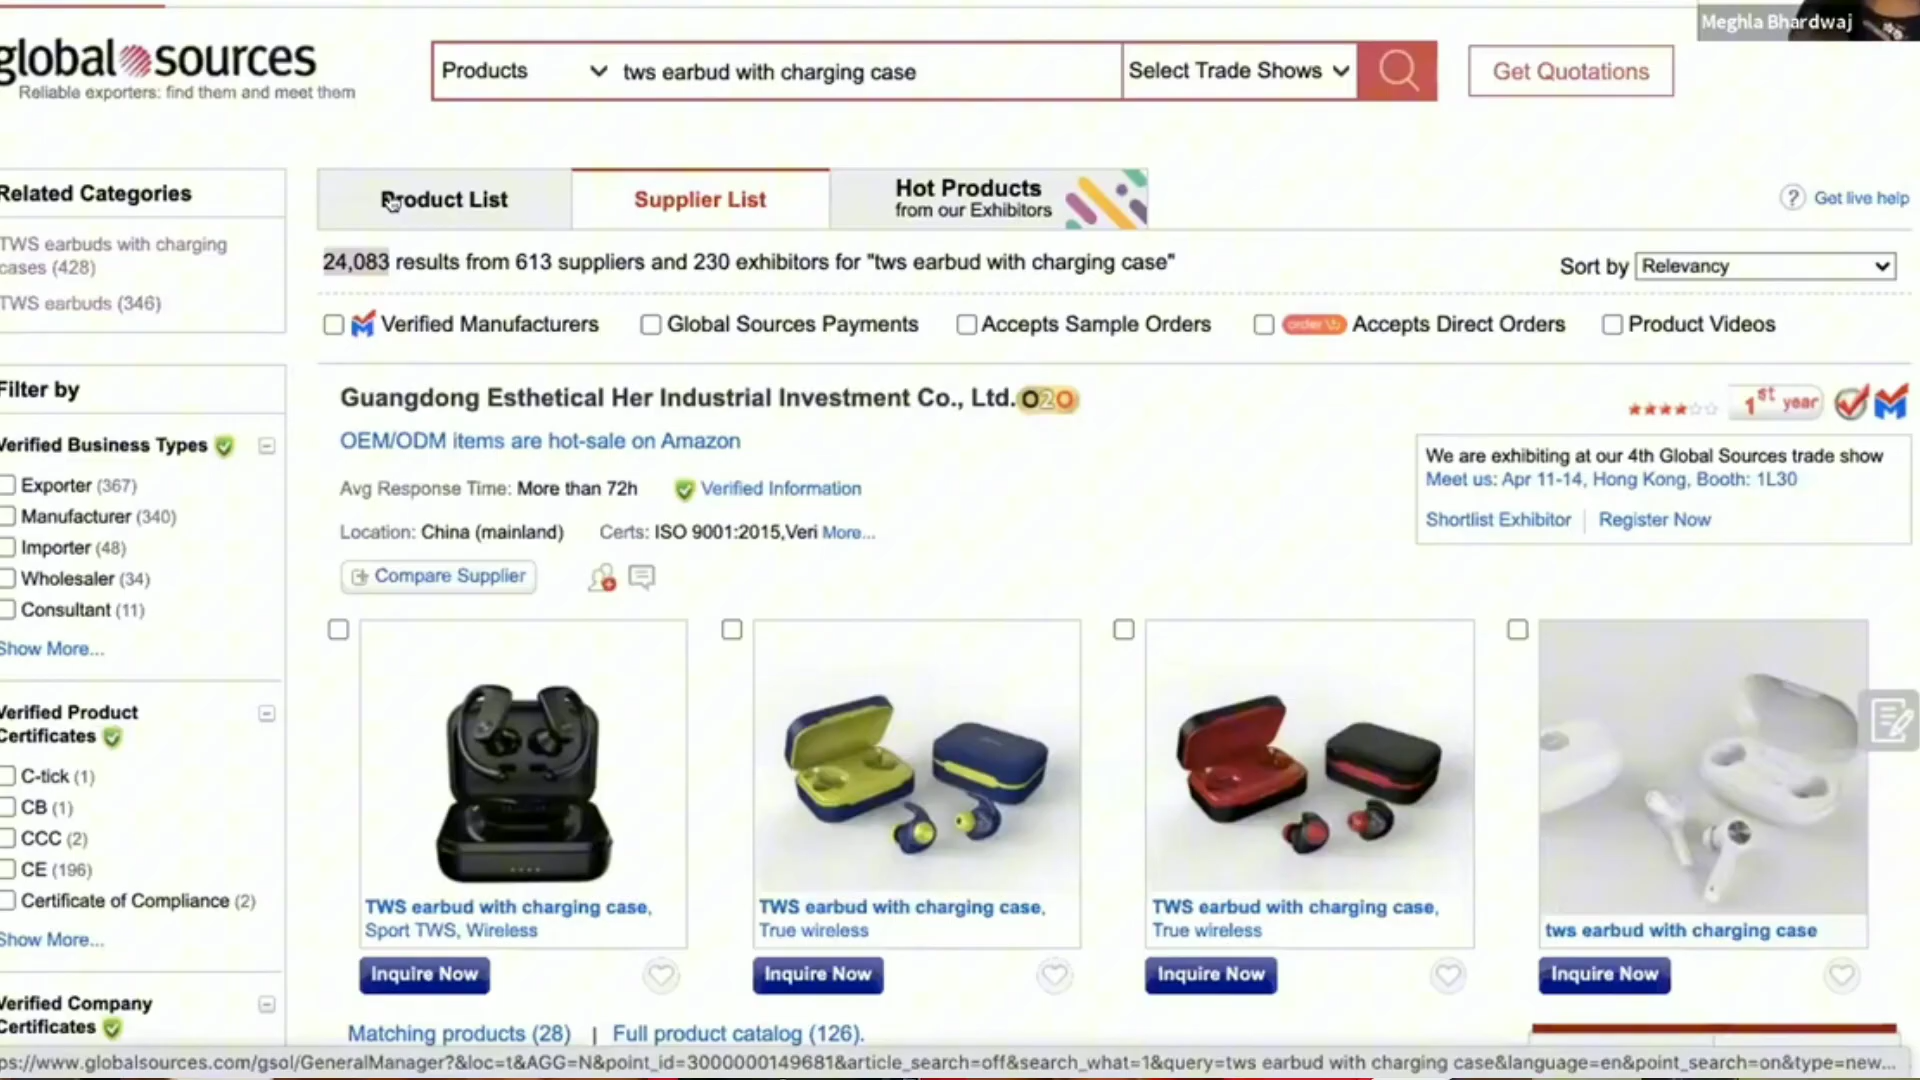 Meghla Bhardwaj
global sources
Reliable exporters: find them and meet them
Products
tws earbud with charging case
Select Trade Shows
Get Quotations
Related Categories
TWS earbuds with charging
cases (428)
TWS earbuds (346)
Product List
Supplier List
Hot Products
from our Exhibitors
? Get live help
24,083 results from 613 suppliers and 230 exhibitors for "tws earbud with charging case"
Sort by Relevancy
Verified Manufacturers
Global Sources Payments
Accepts Sample Orders
order Accepts Direct Orders
Product Videos
Filter by
Verified Business Types
Exporter (367)
Manufacturer (340)
Importer (48)
Wholesaler (34)
Consultant (11)
Show More...
Verified Product
Certificates
C-tick (1)
CB (1)
CCC (2)
CE (196)
Certificate of Compliance (2)
Show More...
Verified Company
Certificates
Guangdong Esthetical Her Industrial Investment Co., Ltd. O2O
1st year
OEM/ODM items are hot-sale on Amazon
Avg Response Time: More than 72h
Verified Information
Location: China (mainland)
Certs: ISO 9001:2015,Veri More...
Compare Supplier
We are exhibiting at our 4th Global Sources trade show
Meet us: Apr 11-14, Hong Kong, Booth: 1L30
Shortlist Exhibitor | Register Now
TWS earbud with charging case,
Sport TWS, Wireless
Inquire Now
TWS earbud with charging case,
True wireless
Inquire Now
TWS earbud with charging case,
True wireless
Inquire Now
tws earbud with charging case
Inquire Now
Matching products (28) | Full product catalog (126).
ps://www.globalsources.com/gsol/GeneralManager?&loc=t&AGG=N&point_id=3000000149681&article_search=off&search_what=1&query=tws earbud with charging case&language=en&point_search=on&type=new...